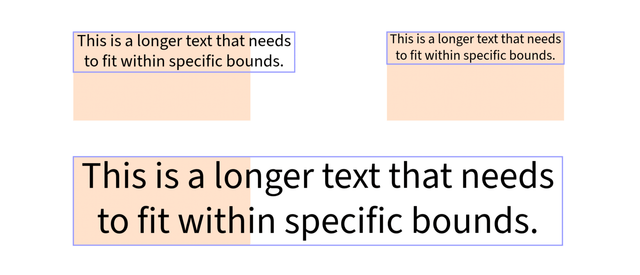 This is a longer text that needs
to fit within specific bounds.
This is a longer text that needs
to fit within specific bounds.
This is a longer text that needs
to fit within specific bounds.